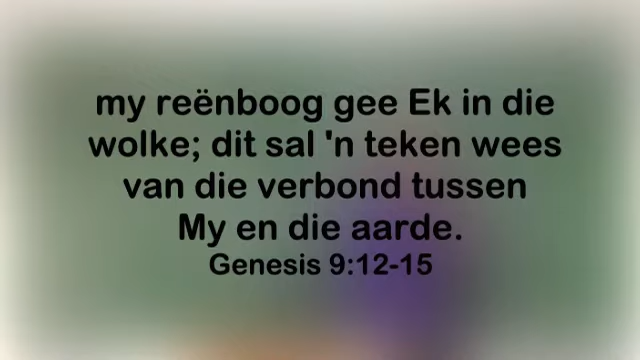 my reënboog gee Ek in die
wolke; dit sal 'n teken wees
van die verbond tussen
My en die aarde.
Genesis 9:12-15